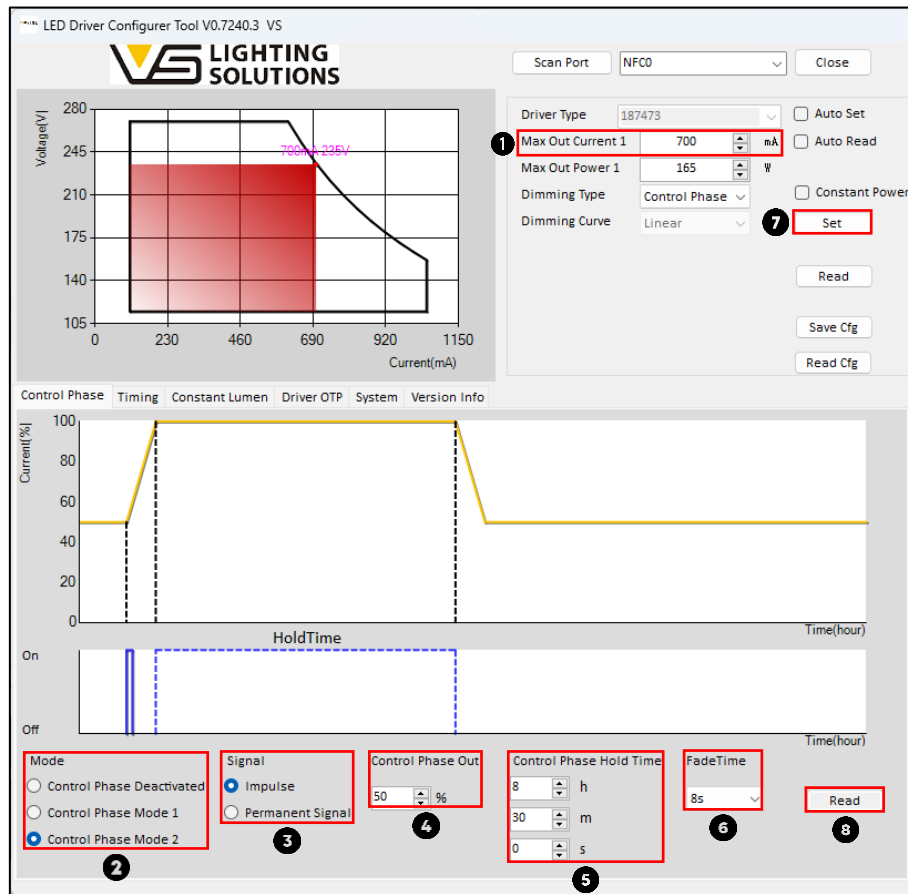 LED Driver Configurer Tool V0.7240.3 VS
VS LIGHTING
SOLUTIONS
Scan Port NFC0 Close
Driver Type 187473 Auto Set
1 Max Out Current 1 700 mA Auto Read
Max Out Power 1 165 W
Dimming Type Control Phase Constant Power
Dimming Curve Linear 7 Set
Read
Save Cfg
Read Cfg
Voltage|V|
280
245
210
175
140
105
700mA 235V
0 230 460 690 920 1150
Current(mA)
Control Phase Timing Constant Lumen Driver OTP System Version Info
Current(%|
100
80
60
40
20
0
Time(hour)
HoldTime
On
Off
Time(hour)
Mode
Control Phase Deactivated
Control Phase Mode 1
Control Phase Mode 2
2
Signal
Impulse
Permanent Signal
3
Control Phase Out
50 %
4
Control Phase Hold Time
8 h
30 m
0 s
5
FadeTime
8s
6
Read
8